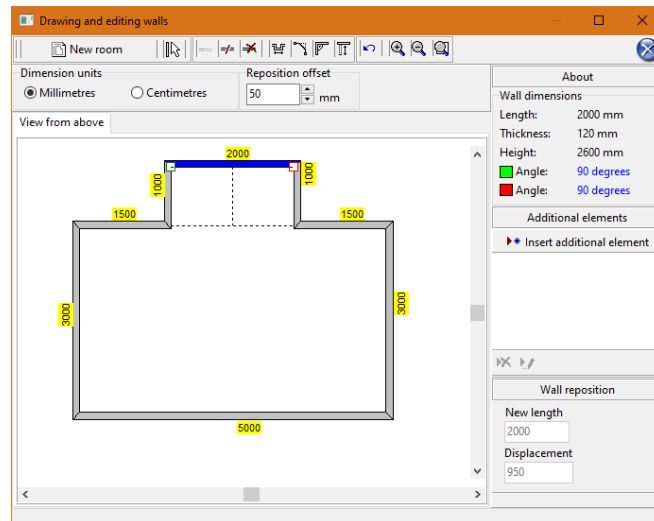 Drawing and editing walls
New room
Dimension units
Millimetres
Centimetres
Reposition offset
50
mm
View from above
2000
1000
1000
1500
1500
3000
3000
5000
About
Wall dimensions
Length: 2000 mm
Thickness: 120 mm
Height: 2600 mm
Angle: 90 degrees
Angle: 90 degrees
Additional elements
Insert additional element
Wall reposition
New length
2000
Displacement
950